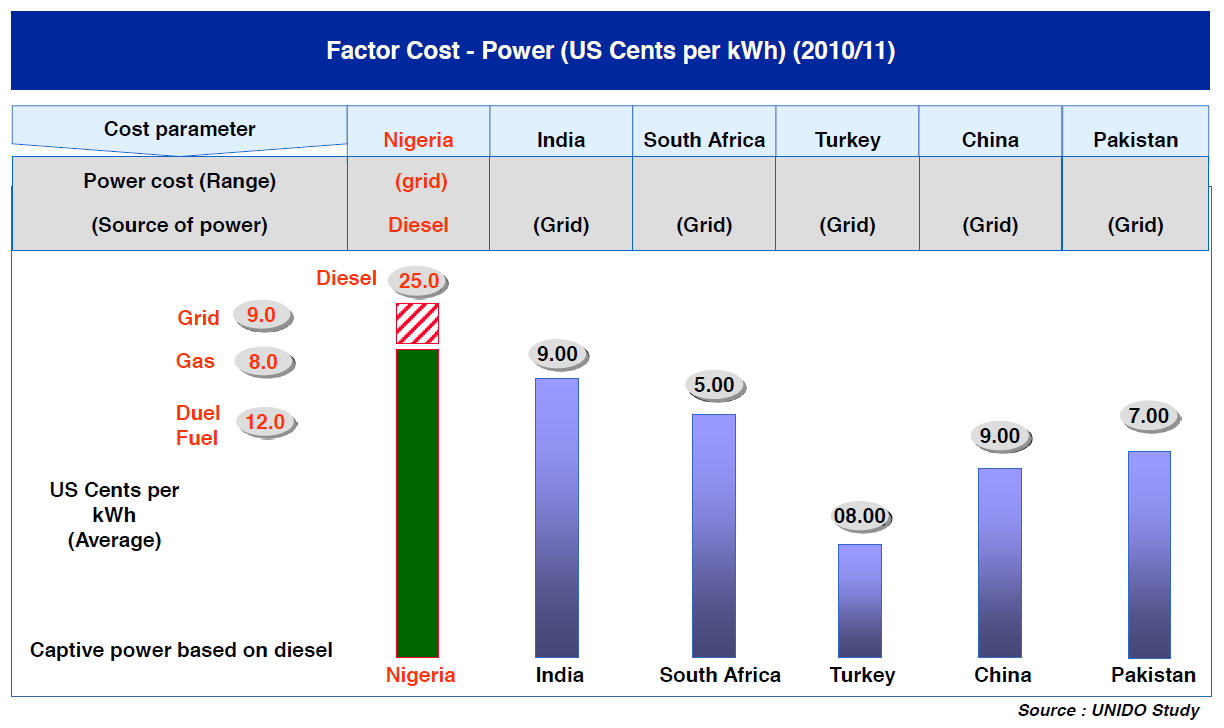 Factor Cost - Power (US Cents per kWh) (2010/11)
Cost parameter
Nigeria
India
South Africa
Turkey
China
Pakistan
Power cost (Range)
(grid)
(Source of power)
Diesel
(Grid)
(Grid)
(Grid)
(Grid)
(Grid)
Diesel
25.0
Grid
9.0
Gas
8.0
Duel
Fuel
12.0
9.00
5.00
08.00
9.00
7.00
US Cents per
kWh
(Average)
Captive power based on diesel
Nigeria
India
South Africa
Turkey
China
Pakistan
Source : UNIDO Study